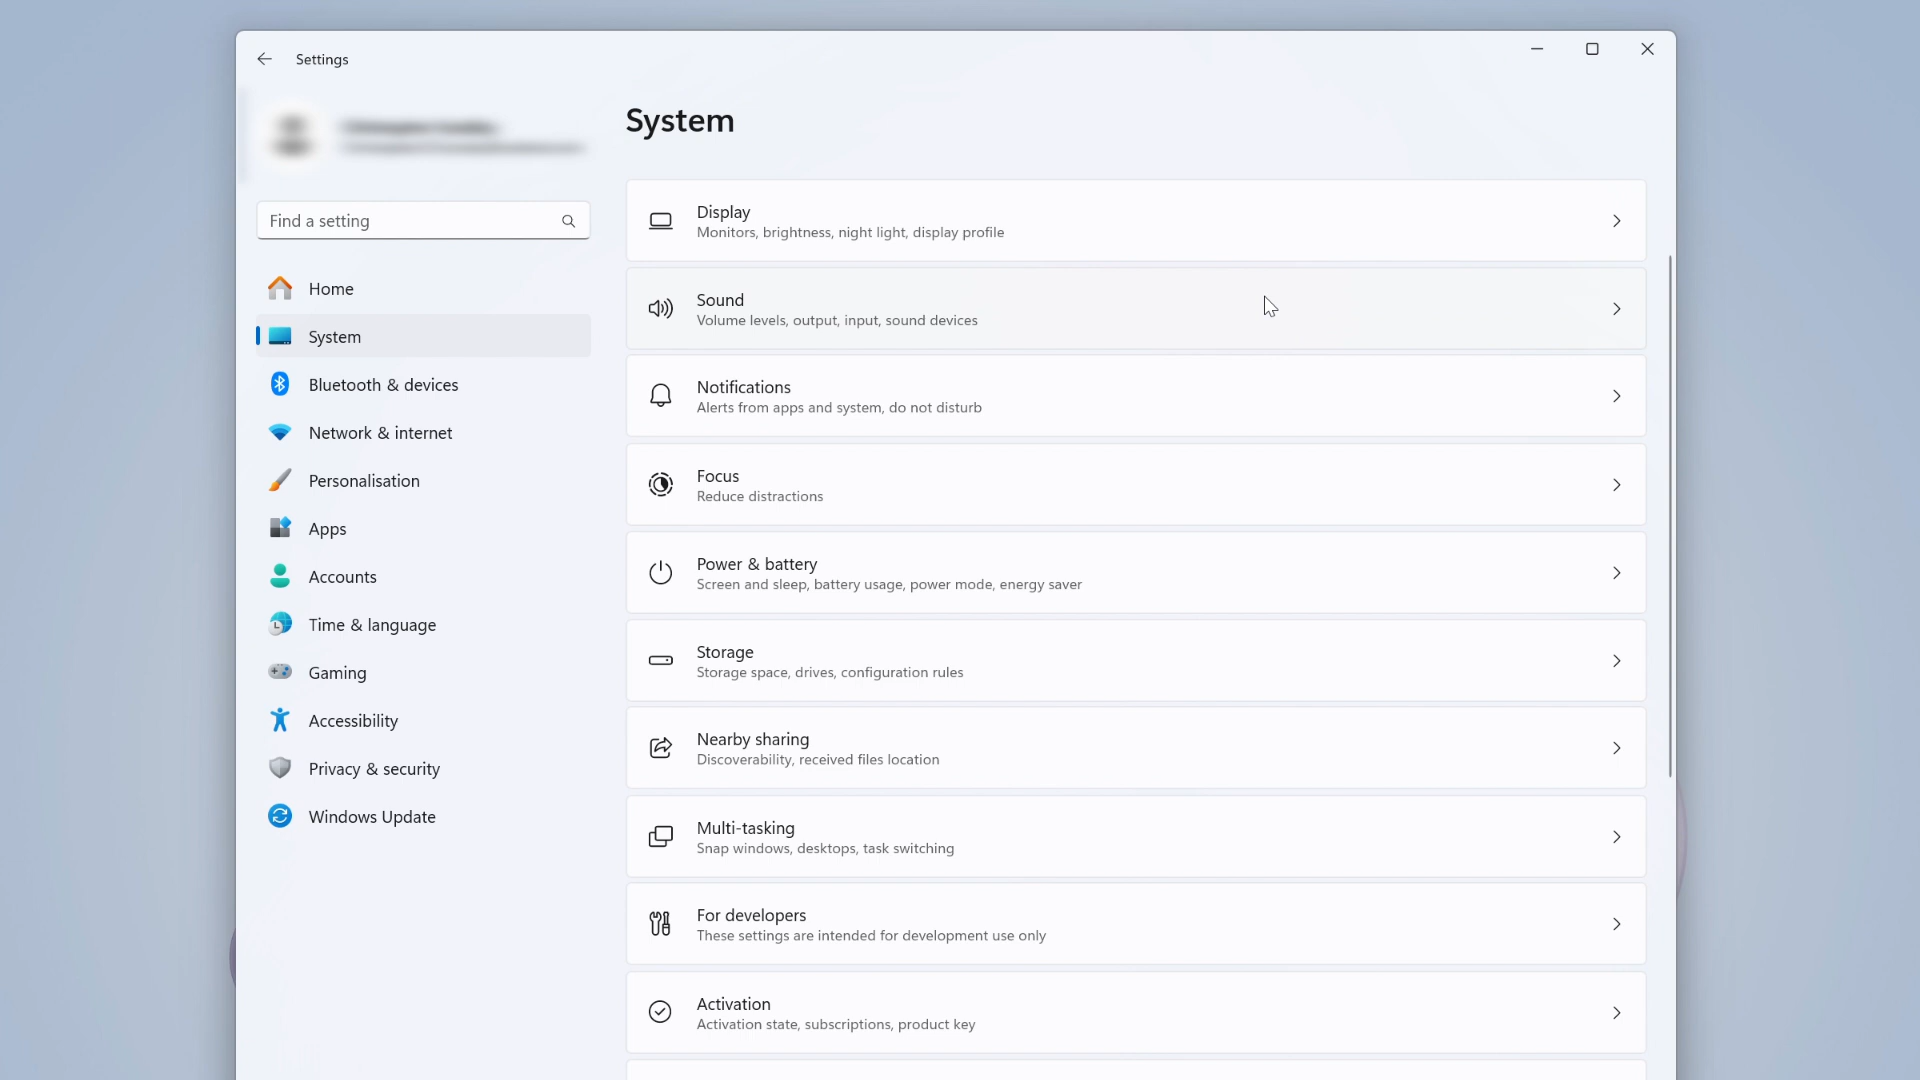 Settings
System
Find a setting
Home
System
Bluetooth & devices
Network & internet
Personalisation
Apps
Accounts
Time & language
Gaming
Accessibility
Privacy & security
Windows Update
Display
Monitors, brightness, night light, display profile
Sound
Volume levels, output, input, sound devices
Notifications
Alerts from apps and system, do not disturb
Focus
Reduce distractions
Power & battery
Screen and sleep, battery usage, power mode, energy saver
Storage
Storage space, drives, configuration rules
Nearby sharing
Discoverability, received files location
Multi-tasking
Snap windows, desktops, task switching
For developers
These settings are intended for development use only
Activation
Activation state, subscriptions, product key